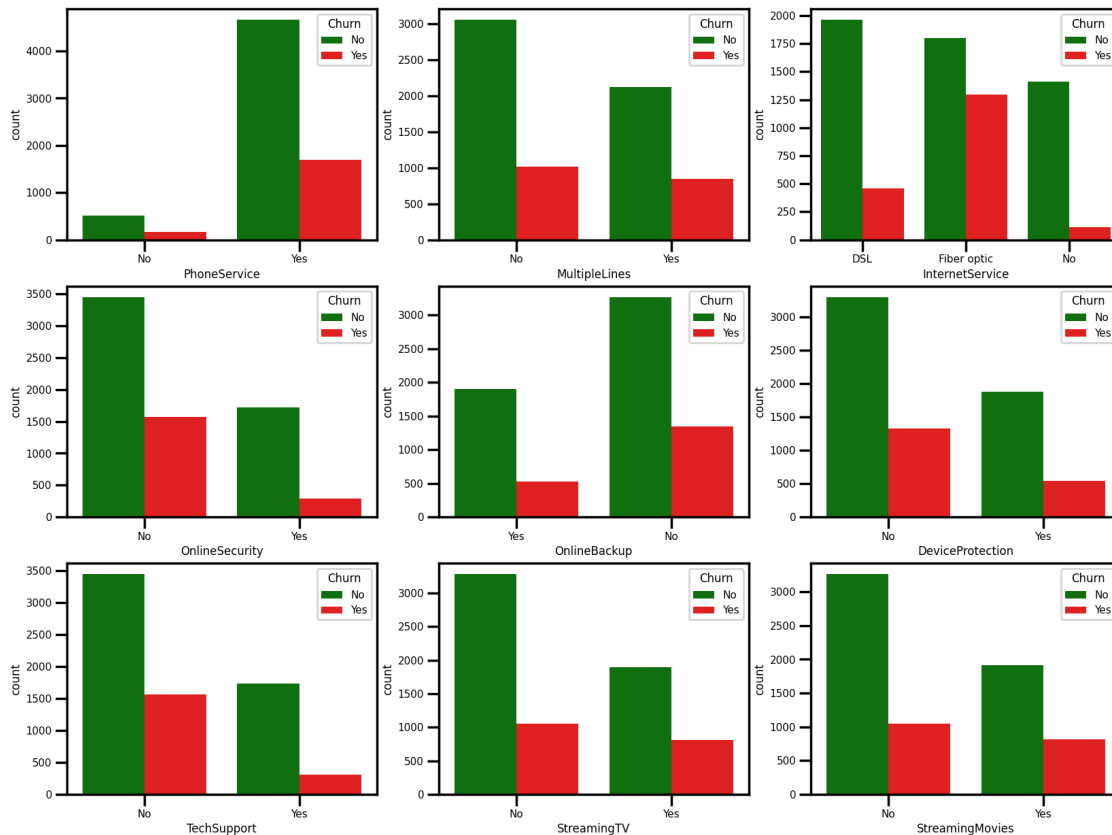 Churn
No
Yes
4000
3000
2000
1000
0
count
No
Yes
PhoneService
Churn
No
Yes
3000
2500
2000
1500
1000
500
0
count
No
Yes
MultipleLines
Churn
No
Yes
2000
1750
1500
1250
1000
750
500
250
0
count
DSL
Fiber optic
No
InternetService
Churn
No
Yes
3500
3000
2500
2000
1500
1000
500
0
count
No
Yes
OnlineSecurity
Churn
No
Yes
3000
2500
2000
1500
1000
500
0
count
Yes
No
OnlineBackup
Churn
No
Yes
3000
2500
2000
1500
1000
500
0
count
No
Yes
DeviceProtection
Churn
No
Yes
3500
3000
2500
2000
1500
1000
500
0
count
No
Yes
TechSupport
Churn
No
Yes
3000
2500
2000
1500
1000
500
0
count
No
Yes
StreamingTV
Churn
No
Yes
3000
2500
2000
1500
1000
500
0
count
No
Yes
StreamingMovies